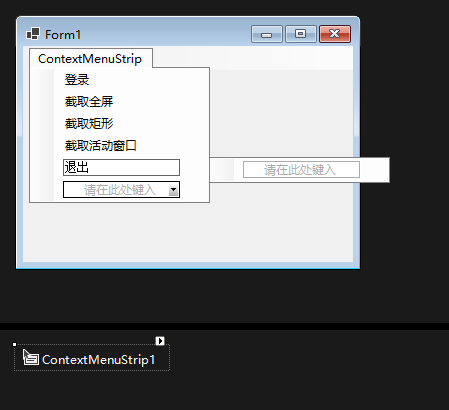 Form1
ContextMenuStrip
登录
截取全屏
截取矩形
截取活动窗口
退出
请在此处键入
请在此处键入
ContextMenuStrip1